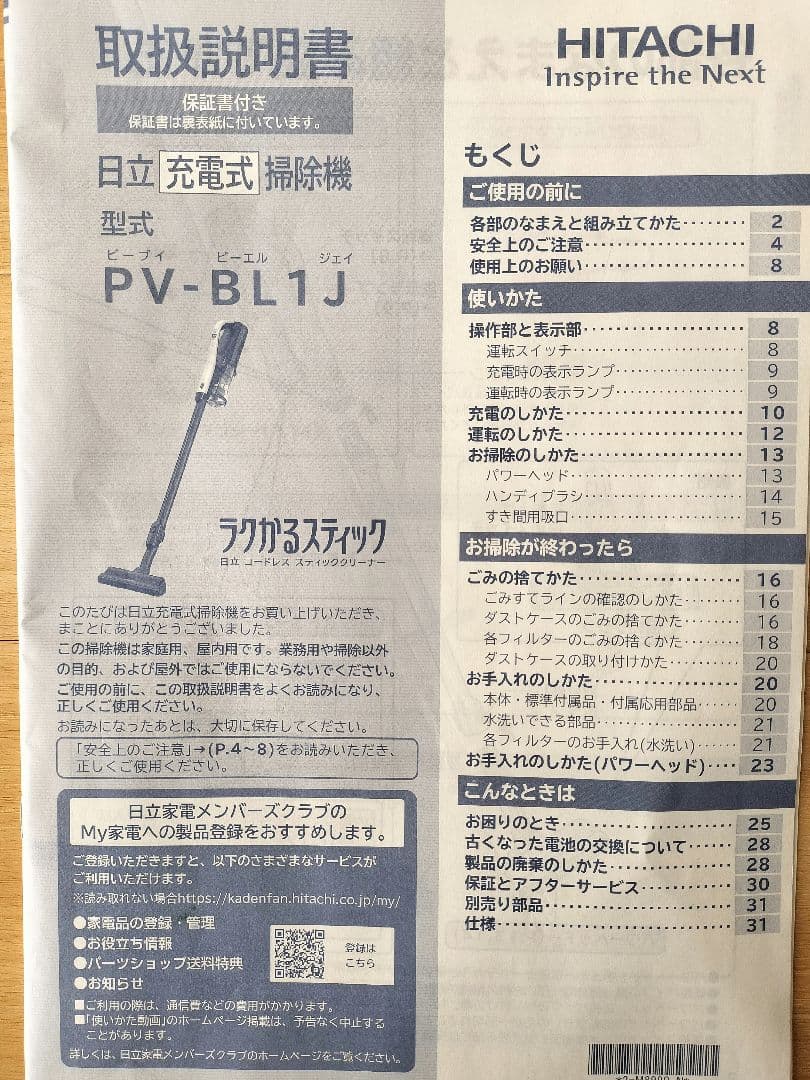 取扱説明書
保証書付き
保証書は裏表紙に付いています。
日立 充電式 掃除機
型式
ピーブイ ビーエル ジェイ
PV-BL1J
ラクかるスティック
日立 コードレス スティッククリーナー
このたびは日立充電式掃除機をお買い上げいただき、
まことにありがとうございました。
この掃除機は家庭用、屋内用です。業務用や掃除以外
の目的、および屋外ではご使用にならないでください。
ご使用の前に、この取扱説明書をよくお読みになり、
正しくご使用ください。
お読みになったあとは、大切に保存してください。
「安全上のご注意」→(P.4~8)をお読みいただき、
正しくご使用ください。
日立家電メンバーズクラブの
My家電への製品登録をおすすめします。
ご登録いただきますと、以下のさまざまなサービスが
ご利用いただけます。
※読み取れない場合https://kadenfan.hitachi.co.jp/my/
●家電品の登録・管理
●お役立ち情報
●パーツショップ送料特典
●お知らせ
登録は
こちら
■ご利用の際は、通信費などの費用がかかります。
■「使いかた動画」のホームページ掲載は、予告なく中止する
ことがあります。
詳しくは、日立家電メンバーズクラブのホームページをご覧ください。
HITACHI
Inspire the Next
もくじ
ご使用の前に
各部のなまえと組み立てかた········ 2
安全上のご注意···················· 4
使用上のお願い···················· 8
使いかた
操作部と表示部···················· 8
運転スイッチ···················· 8
充電時の表示ランプ·············· 9
運転時の表示ランプ·············· 9
充電のしかた···················· 10
運転のしかた···················· 12
お掃除のしかた·················· 13
パワーヘッド···················· 13
ハンディブラシ·················· 14
すき間用吸口···················· 15
お掃除が終わったら
ごみの捨てかた·················· 16
ごみすてラインの確認のしかた······ 16
ダストケースのごみの捨てかた······ 16
各フィルターのごみの捨てかた······ 18
ダストケースの取り付けかた········ 20
お手入れのしかた················ 20
本体・標準付属品・付属応用部品····· 20
水洗いできる部品················ 21
各フィルターのお手入れ(水洗い)······ 21
お手入れのしかた(パワーヘッド)···· 23
こんなときは
お困りのとき···················· 25
古くなった電池の交換について······ 28
製品の廃棄のしかた·············· 28
保証とアフターサービス·········· 30
別売り部品······················ 31
仕様···························· 31